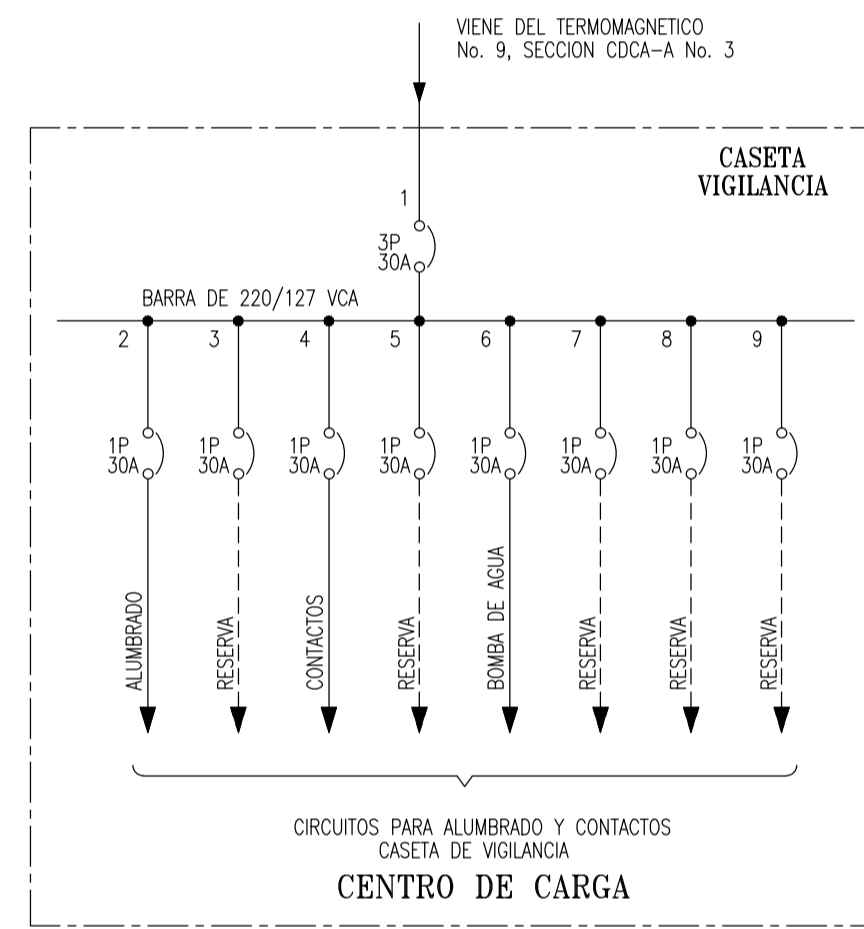 VIENE DEL TERMOMAGNETICO
No. 9, SECCION CDCA-A No. 3
CASETA
VIGILANCIA
1
3P
30A
BARRA DE 220/127 VCA
2
3
4
5
6
7
8
9
1P
30A
1P
30A
1P
30A
1P
30A
1P
30A
1P
30A
1P
30A
1P
30A
ALUMBRADO
RESERVA
CONTACTOS
RESERVA
BOMBA DE AGUA
RESERVA
RESERVA
RESERVA
CIRCUITOS PARA ALUMBRADO Y CONTACTOS
CASETA DE VIGILANCIA
CENTRO DE CARGA